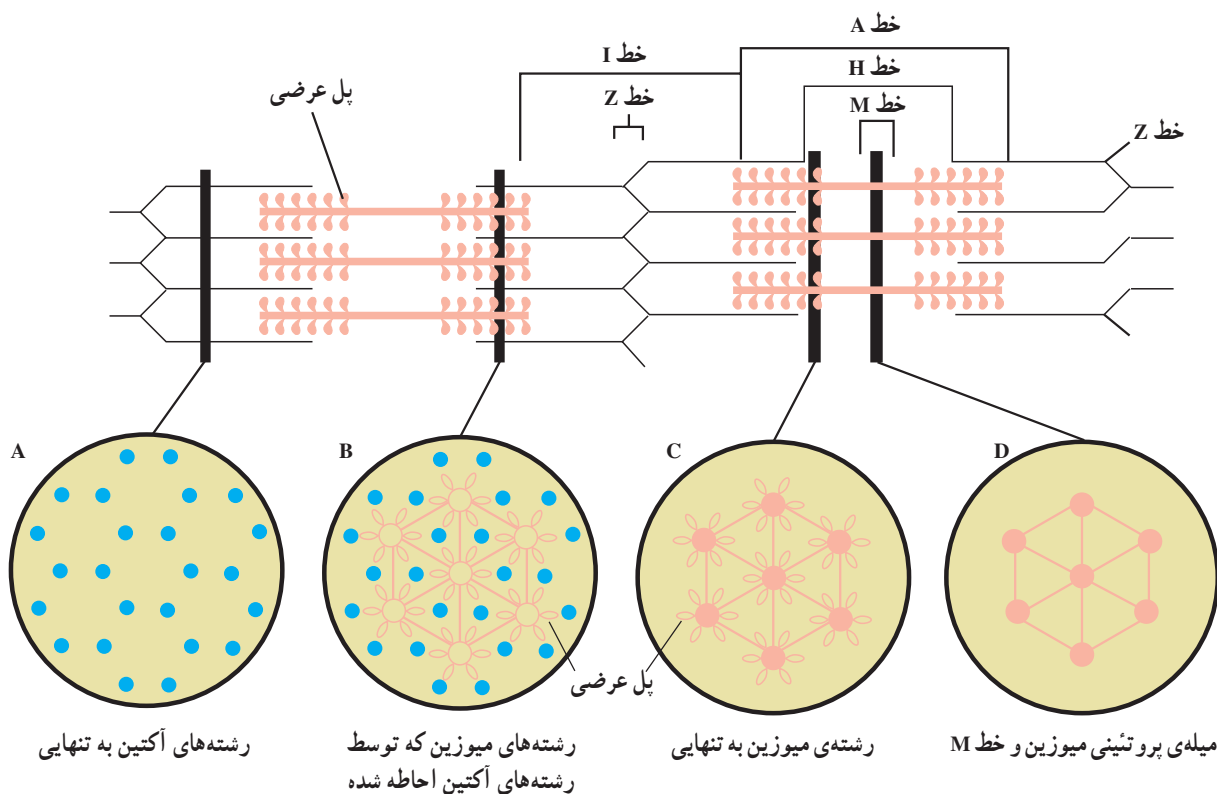 خط A
خط I
خط H
پل عرضی
خط Z
خط M
خط Z
A
B
C
D
پل عرضی
رشته‌های آکتین به تنهایی
رشته‌های میوزین که توسط
رشته‌های آکتین احاطه شده
رشته‌ی میوزین به تنهایی
میله‌ی پروتئینی میوزین و خط M